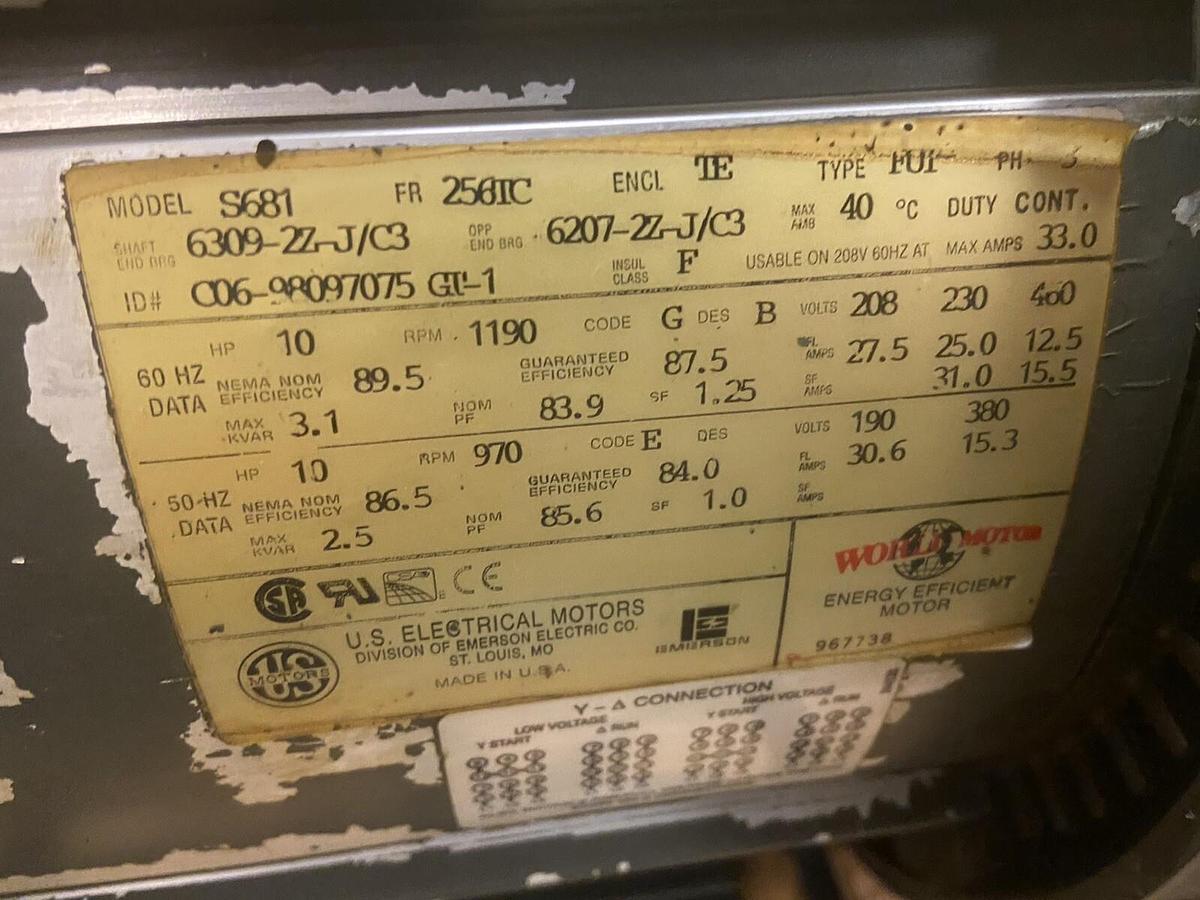 MODEL S681 FR 256TC ENCL TE TYPE PH 3
SHAFT END BRG 6309-2Z-J/C3 OPP END BRG 6207-2Z-J/C3 MAX AMB 40 °C DUTY CONT.
ID# C06-98097075 INSUL CLASS F USABLE ON 208V 60HZ AT MAX AMPS 33.0
60 HZ DATA
HP 10 RPM 1190 CODE G DES B VOLTS 208 230 460
NEMA NOM EFFICIENCY 89.5 GUARANTEED EFFICIENCY 87.5 FL AMPS 27.5 25.0 12.5
MAX KVAR 3.1 NOM PF 83.9 SF 1.25 SF AMPS 31.0 15.5
50-HZ DATA
HP 10 RPM 970 CODE E DES VOLTS 190 380
NEMA NOM EFFICIENCY 86.5 GUARANTEED EFFICIENCY 84.0 FL AMPS 30.6 15.3
MAX KVAR 2.5 NOM PF 85.6 SF 1.0 SF AMPS
SA CE
US MOTORS
U.S. ELECTRICAL MOTORS
DIVISION OF EMERSON ELECTRIC CO.
ST. LOUIS, MO
MADE IN U.S.A.
EMERSON
WORLD MOTOR
ENERGY EFFICIENT
MOTOR
967738
Y - Δ CONNECTION
LOW VOLTAGE HIGH VOLTAGE
Y START Δ RUN Y START Δ RUN